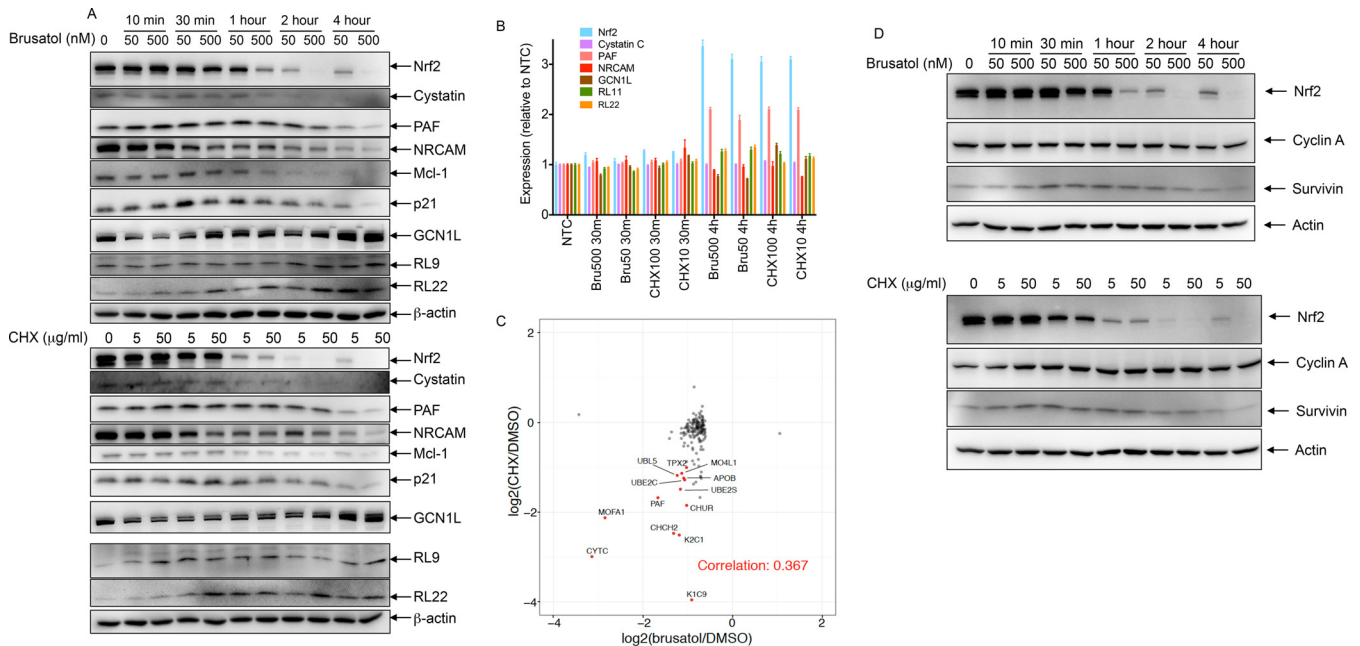 A
10 min 30 min 1 hour 2 hour 4 hour
Brusatol (nM) 0 50 500 50 500 50 500 50 500 50 500
Nrf2
Cystatin
PAF
NRCAM
Mcl-1
p21
GCN1L
RL9
RL22
β-actin
CHX (μg/ml) 0 5 50 5 50 5 50 5 50 5 50
Nrf2
Cystatin
PAF
NRCAM
Mcl-1
p21
GCN1L
RL9
RL22
β-actin
B
Expression (relative to NTC)
3
2
1
0
Nrf2
Cystatin C
PAF
NRCAM
GCN1L
RL11
RL22
NTC
Bru500 30m
Bru50 30m
CHX100 30m
CHX10 30m
Bru500 4h
Bru50 4h
CHX100 4h
CHX10 4h
C
log2(CHX/DMSO)
2
0
−2
−4
UBL5
TPX2
MO4L1
APOB
UBE2C
UBE2S
PAF
CHUR
MOFA1
CHCH2
K2C1
CYTC
Correlation: 0.367
K1C9
−4 −2 0 2
log2(brusatol/DMSO)
D
10 min 30 min 1 hour 2 hour 4 hour
Brusatol (nM) 0 50 500 50 500 50 500 50 500 50 500
Nrf2
Cyclin A
Survivin
Actin
CHX (μg/ml) 0 5 50 5 50 5 50 5 50 5 50
Nrf2
Cyclin A
Survivin
Actin